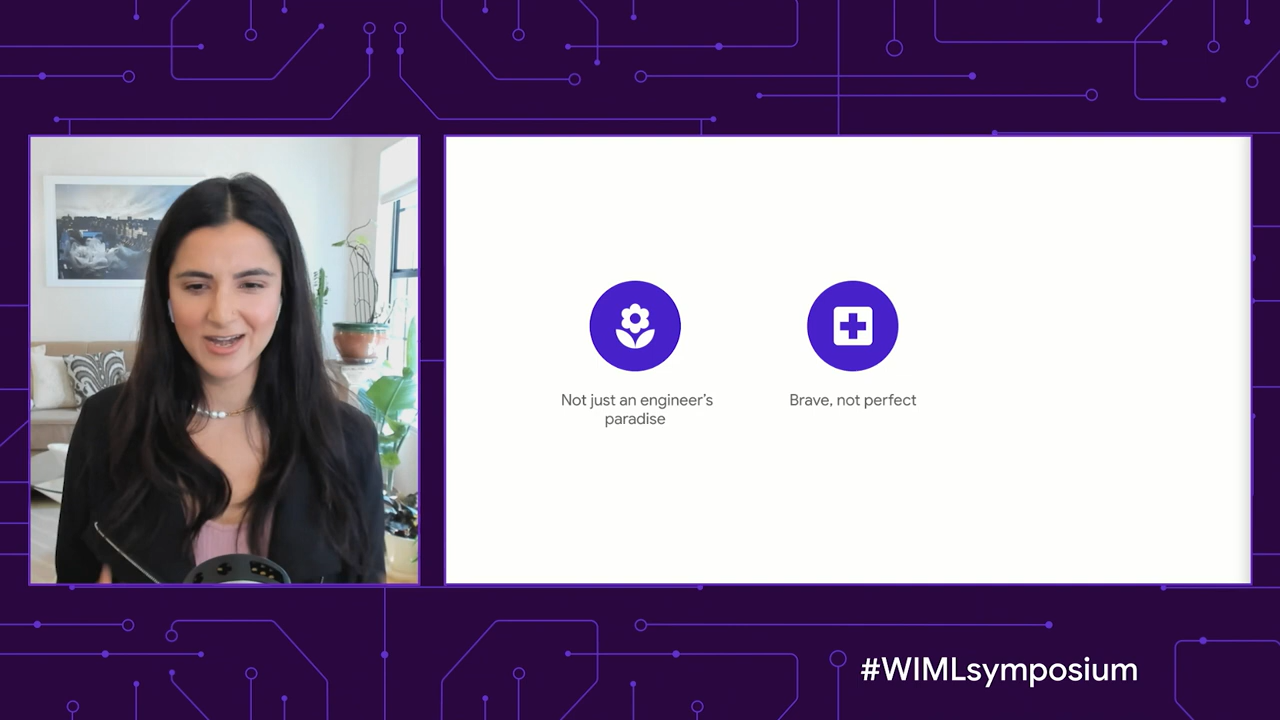 Not just an engineer’s
paradise
Brave, not perfect
#WIMLsymposium